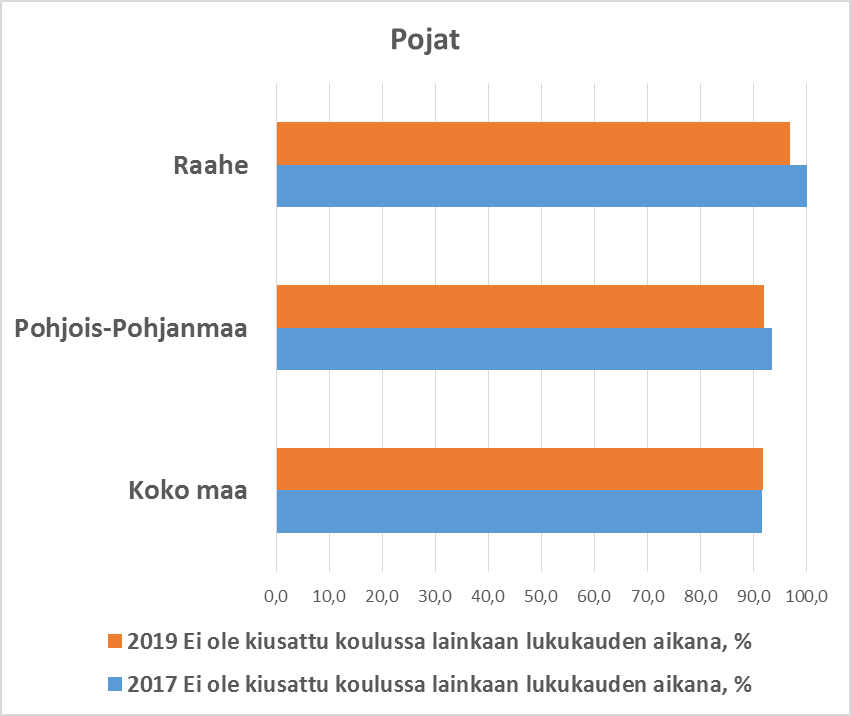 Pojat
Raahe
Pohjois-Pohjanmaa
Koko maa
0,0 10,0 20,0 30,0 40,0 50,0 60,0 70,0 80,0 90,0 100,0
2019 Ei ole kiusattu koulussa lainkaan lukukauden aikana, %
2017 Ei ole kiusattu koulussa lainkaan lukukauden aikana, %